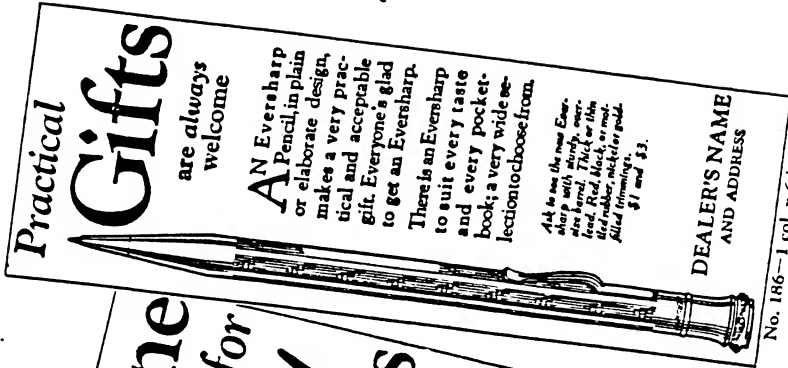 Practical
Gifts
are always
welcome
AN Eversharp
Pencil, in plain
or elaborate design,
makes a very prac-
tical and acceptable
gift. Everyone's glad
to get an Eversharp.
There is an Eversharp
to suit every taste
and every pocket-
book; a very wide se-
lection to choose from.
Ask to see the new Ever-
sharp with sturdy, over-
size barrel. Thick or thin
lead. Red, black, or mot-
tled rubber, nickel or gold-
filled trimmings.
$1 and $3.
DEALER'S NAME
AND ADDRESS
No. 186—1 col.
ne
for
s